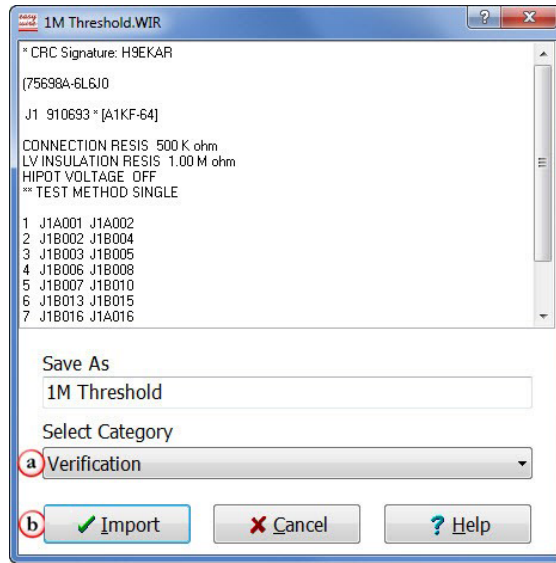 easy wire 1M Threshold.WIR ? X
* CRC Signature: H9EKAR
(75698A-6L6J0
J1 910693 * [A1KF-64]
CONNECTION RESIS 500 K ohm
LV INSULATION RESIS 1.00 M ohm
HIPOT VOLTAGE OFF
** TEST METHOD SINGLE
1 J1A001 J1A002
2 J1B002 J1B004
3 J1B003 J1B005
4 J1B006 J1B008
5 J1B007 J1B010
6 J1B013 J1B015
7 J1B016 J1A016
Save As
1M Threshold
Select Category
a Verification
b Import Cancel ? Help